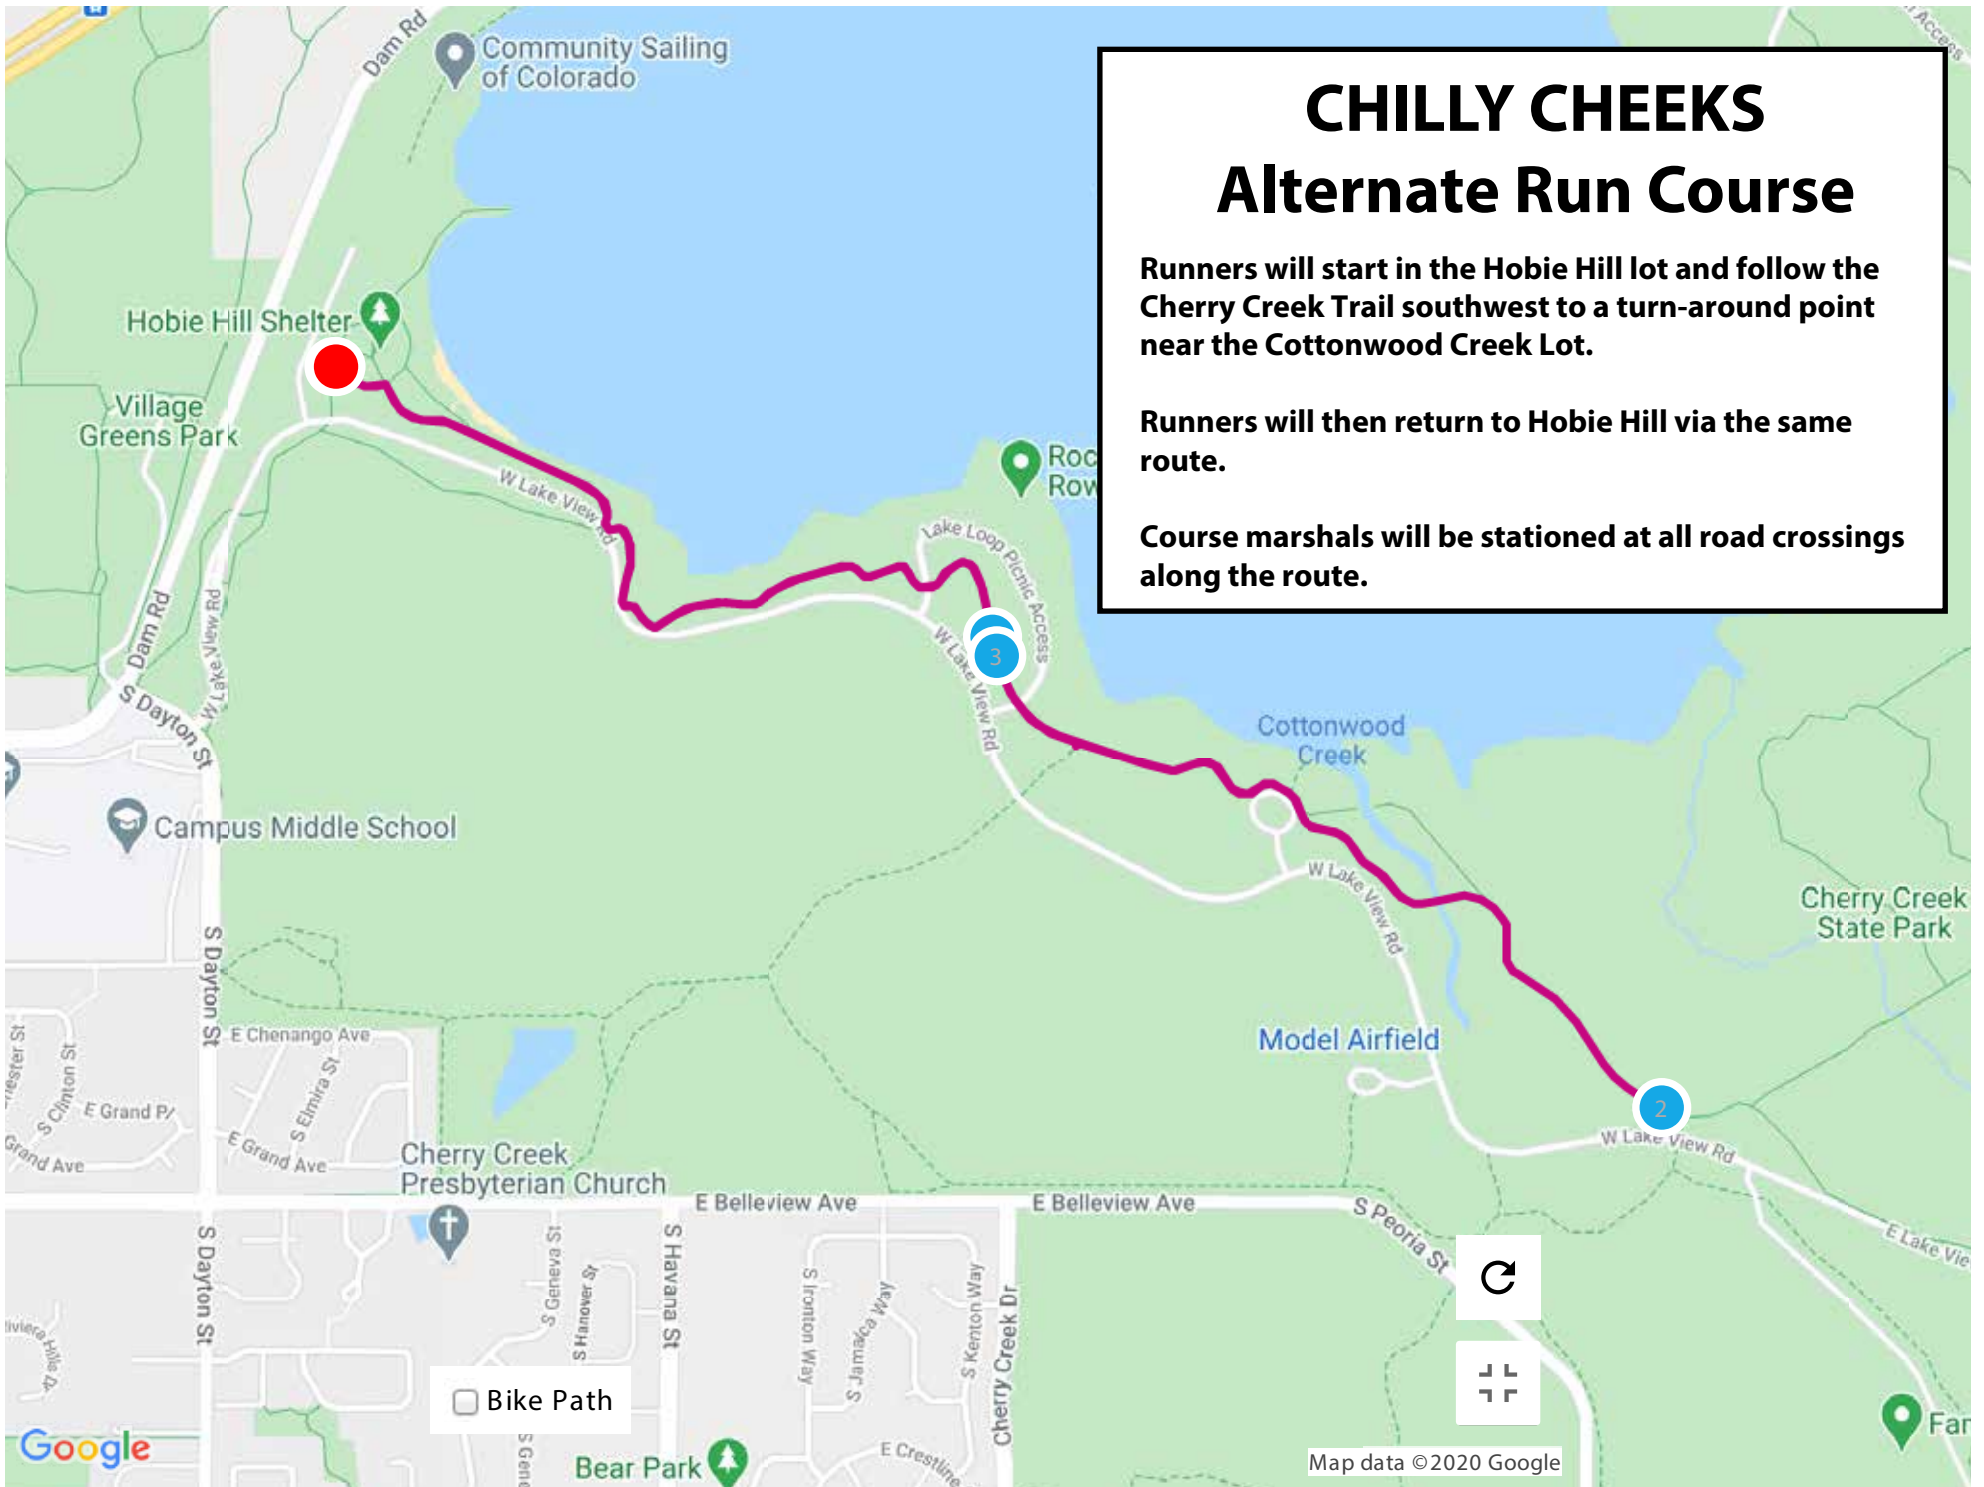 CHILLY CHEEKS
Alternate Run Course
Runners will start in the Hobie Hill lot and follow the
Cherry Creek Trail southwest to a turn-around point
near the Cottonwood Creek Lot.
Runners will then return to Hobie Hill via the same
route.
Course marshals will be stationed at all road crossings
along the route.
Dam Rd
Community Sailing
of Colorado
Access
Hobie Hill Shelter
Village
Greens Park
W Lake View Rd
Lake Loop Picnic Access
3
W Lake View Rd
Dam Rd
W Lake View Rd
S Dayton St
Cottonwood
Creek
Campus Middle School
W Lake View Rd
Cherry Creek
State Park
S Dayton St
E Chenango Ave
Model Airfield
S Clinton St
S Elmira St
E Grand Pl
E Grand Ave
Grand Ave
2
W Lake View Rd
Cherry Creek
Presbyterian Church
E Belleview Ave
E Belleview Ave
S Peoria St
E Lake Vie
S Dayton St
S Geneva St
S Hanover St
S Havana St
S Ironton Way
S Jamaica Way
S Kenton Way
Cherry Creek Dr
Bike Path
Google
Bear Park
E Crestline
Map data ©2020 Google